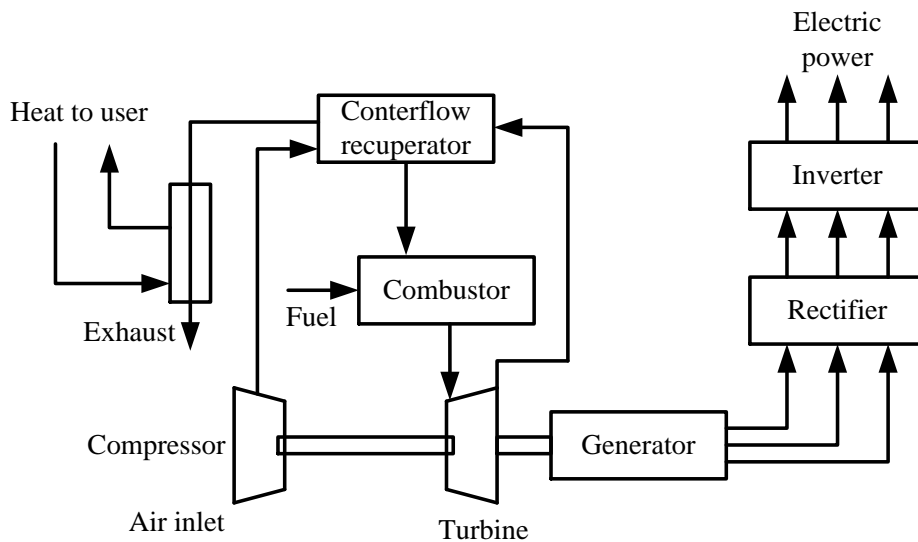 Electric
power
Heat to user
Conterflow
recuperator
Inverter
Combustor
Fuel
Rectifier
Exhaust
Compressor
Generator
Air inlet
Turbine